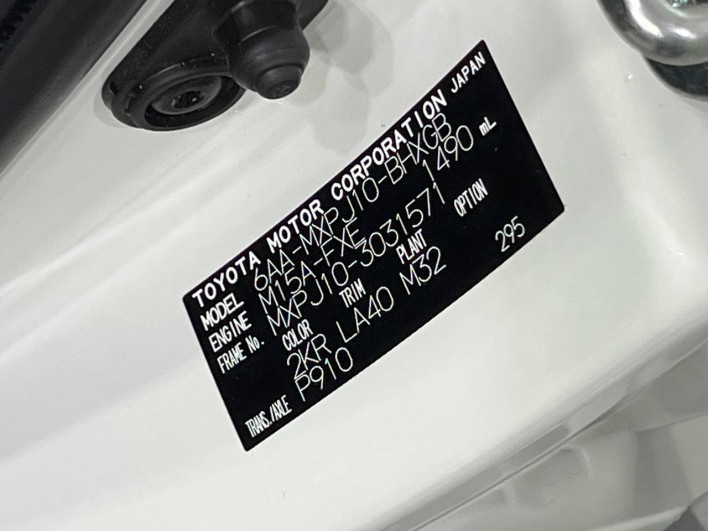 TOYOTA MOTOR CORPORATION JAPAN
MODEL 6AA-MXPJ10-BHXGB
ENGINE M15A-FXE 1490 mL
FRAME No. MXPJ10-3031571
COLOR TRIM PLANT OPTION
2KR LA40 M32
TRANS./AXLE P910 295